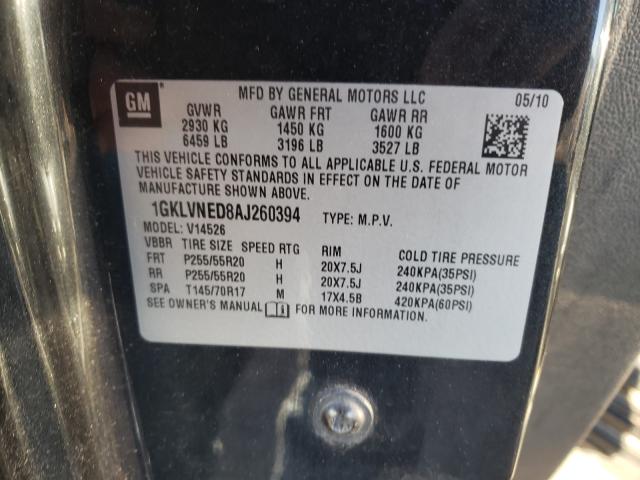 GM
MFD BY GENERAL MOTORS LLC 05/10
GVWR GAWR FRT GAWR RR
2930 KG 1450 KG 1600 KG
6459 LB 3196 LB 3527 LB
THIS VEHICLE CONFORMS TO ALL APPLICABLE U.S. FEDERAL MOTOR
VEHICLE SAFETY STANDARDS IN EFFECT ON THE DATE OF
MANUFACTURE SHOWN ABOVE.
1GKLVNED8AJ260394 TYPE: M.P.V.
MODEL: V14526
VBBR TIRE SIZE SPEED RTG RIM COLD TIRE PRESSURE
FRT P255/55R20 H 20X7.5J 240KPA(35PSI)
RR P255/55R20 H 20X7.5J 240KPA(35PSI)
SPA T145/70R17 M 17X4.5B 420KPA(60PSI)
SEE OWNER'S MANUAL FOR MORE INFORMATION.